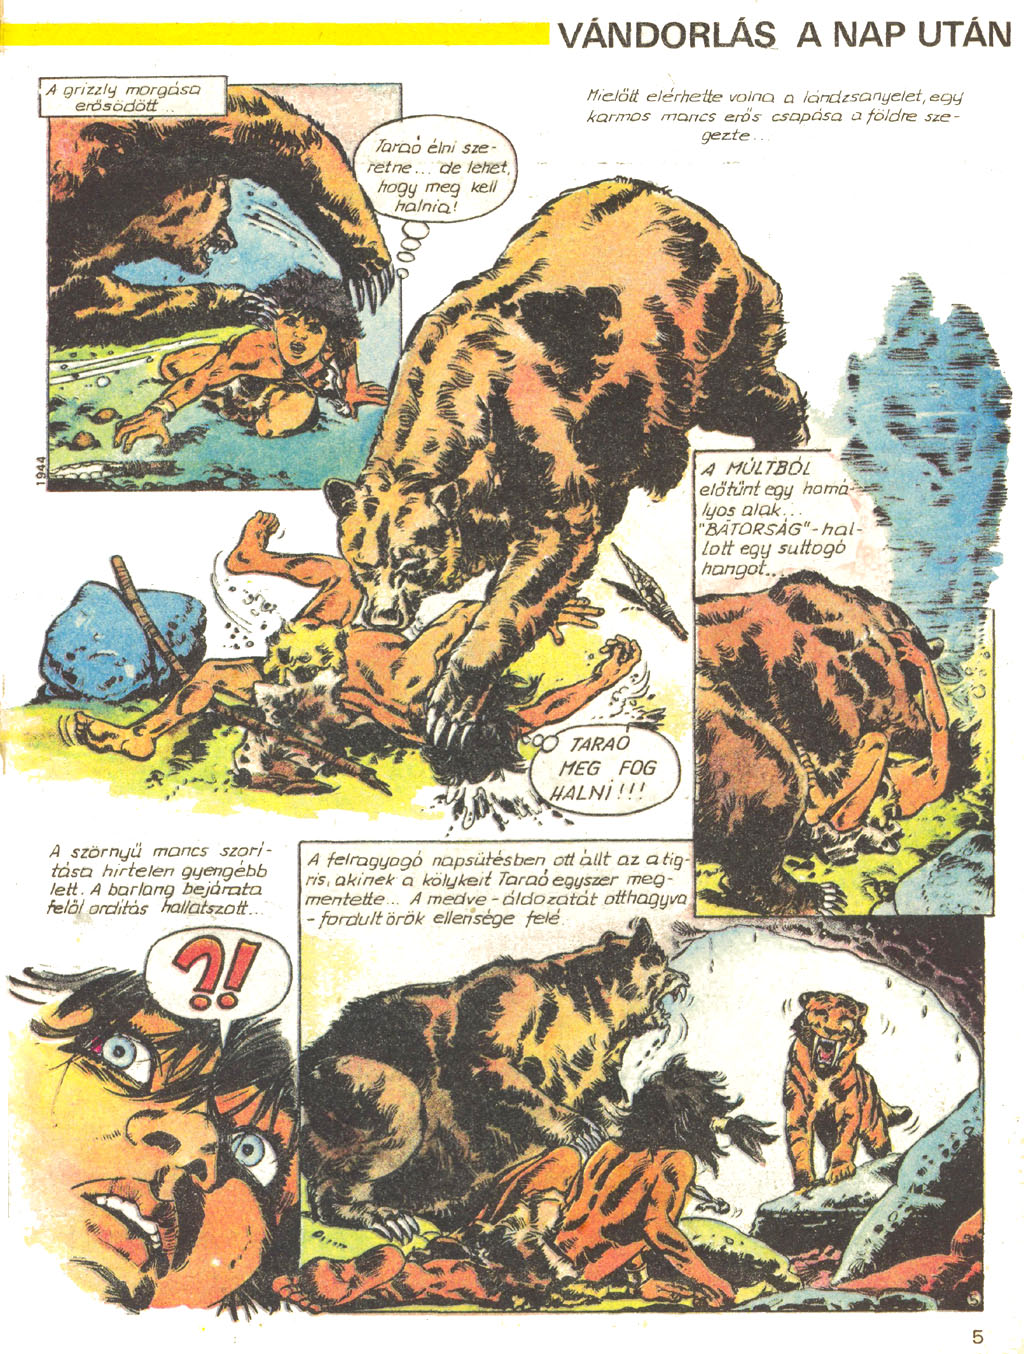 VÁNDORLÁS A NAP UTÁN
A grizzly morgása
erősödött...
Taraó élni sze-
retne... de lehet,
hogy meg kell
halnia!
Mielőtt elérhette volna a lándzsanyelet, egy
karmos mancs erős csapása a földre sze-
gezte...
1944
A MÚLTBÓL
előtűnt egy homá-
lyos alak...
"BÁTORSÁG"-hal-
lott egy suttogó
hangot...
TARAÓ
MEG FOG
HALNI!!!
A szörnyű mancs szorí-
tása hirtelen gyengébb
lett. A barlang bejárata
felől ordítás hallatszott...
?!
A felragyogó napsütésben ott állt az a tig-
ris, akinek a kölykeit Taraó egyszer meg-
mentette... A medve - áldozatát otthagyva
- fordult örök ellensége felé.
5
5